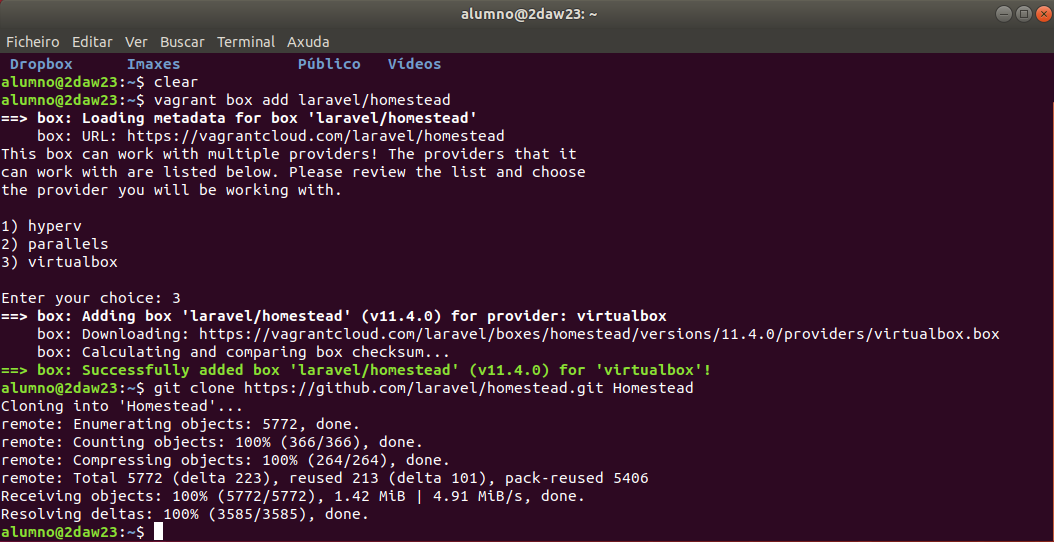 alumno@2daw23: ~
Ficheiro Editar Ver Buscar Terminal Axuda
Dropbox Imaxes Público Vídeos
alumno@2daw23:~$ clear
alumno@2daw23:~$ vagrant box add laravel/homestead
==> box: Loading metadata for box 'laravel/homestead'
box: URL: https://vagrantcloud.com/laravel/homestead
This box can work with multiple providers! The providers that it
can work with are listed below. Please review the list and choose
the provider you will be working with.
1) hyperv
2) parallels
3) virtualbox
Enter your choice: 3
==> box: Adding box 'laravel/homestead' (v11.4.0) for provider: virtualbox
box: Downloading: https://vagrantcloud.com/laravel/boxes/homestead/versions/11.4.0/providers/virtualbox.box
box: Calculating and comparing box checksum...
==> box: Successfully added box 'laravel/homestead' (v11.4.0) for 'virtualbox'!
alumno@2daw23:~$ git clone https://github.com/laravel/homestead.git Homestead
Cloning into 'Homestead'...
remote: Enumerating objects: 5772, done.
remote: Counting objects: 100% (366/366), done.
remote: Compressing objects: 100% (264/264), done.
remote: Total 5772 (delta 223), reused 213 (delta 101), pack-reused 5406
Receiving objects: 100% (5772/5772), 1.42 MiB | 4.91 MiB/s, done.
Resolving deltas: 100% (3585/3585), done.
alumno@2daw23:~$